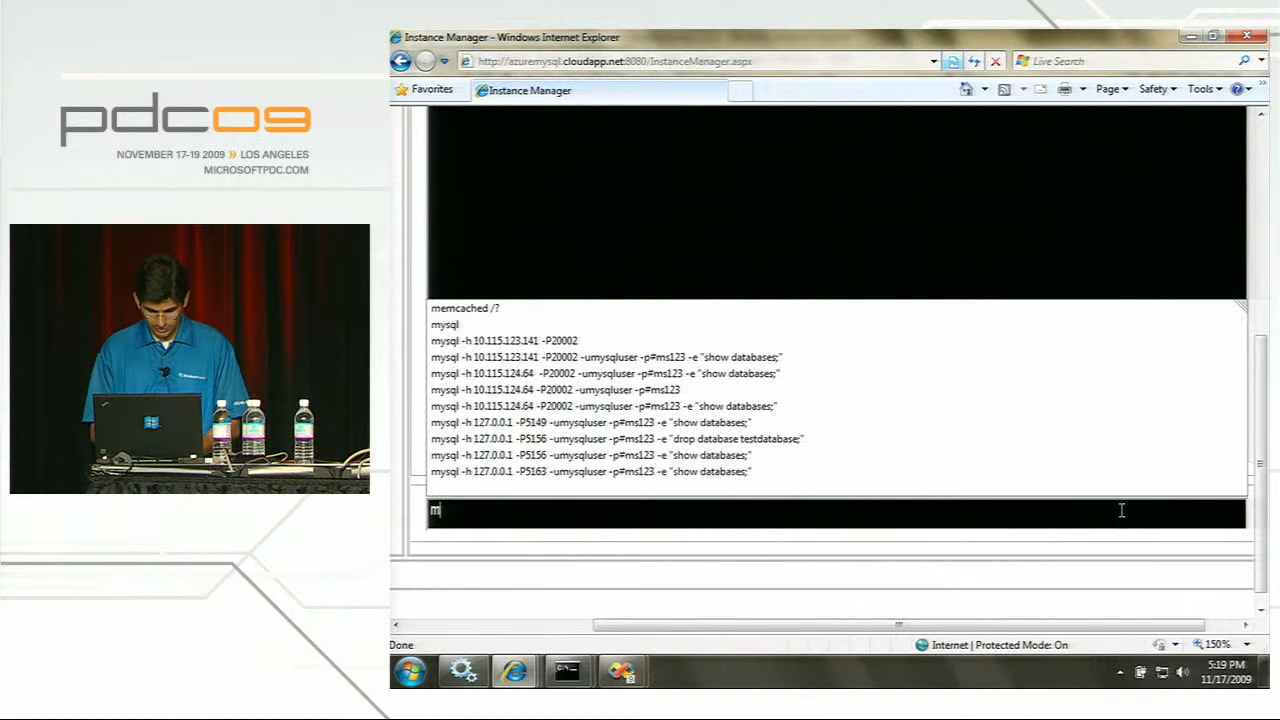 pdc09
NOVEMBER 17-19 2009 » LOS ANGELES
MICROSOFTPDC.COM
Instance Manager - Windows Internet Explorer
http://azuremysql.cloudapp.net:8080/InstanceManager.aspx
Live Search
Favorites
Instance Manager
Page
Safety
Tools
memcached /?
mysql
mysql -h 10.115.123.141 -P20002
mysql -h 10.115.123.141 -P20002 -umysqluser -p#ms123 -e "show databases;"
mysql -h 10.115.124.64  -P20002 -umysqluser -p#ms123 -e "show databases;"
mysql -h 10.115.124.64 -P20002 -umysqluser -p#ms123
mysql -h 10.115.124.64 -P20002 -umysqluser -p#ms123 -e "show databases;"
mysql -h 127.0.0.1 -P5149 -umysqluser -p#ms123 -e "show databases;"
mysql -h 127.0.0.1 -P5156 -umysqluser -p#ms123 -e "drop database testdatabase;"
mysql -h 127.0.0.1 -P5156 -umysqluser -p#ms123 -e "show databases;"
mysql -h 127.0.0.1 -P5163 -umysqluser -p#ms123 -e "show databases;"
m
Done
Internet | Protected Mode: On
150%
5:19 PM
11/17/2009